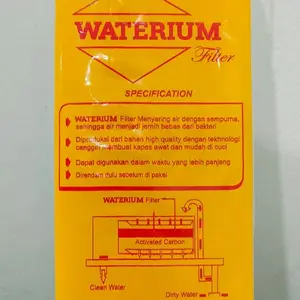 WATERIUM
Filter
SPECIFICATION
WATERIUM Filter Menyaring air dengan sempurna,
sehingga air menjadi jernih bebas dari bakteri
Diproduksi dari bahan high quality dengan technologi
canggih membuat kapas awet dan mudah di cuci
Dapat digunakan dalam waktu yang lebih panjang
Direndam dulu sebelum di pakai
WATERIUM Filter
Activated Carbon
Clean Water
Dirty Water